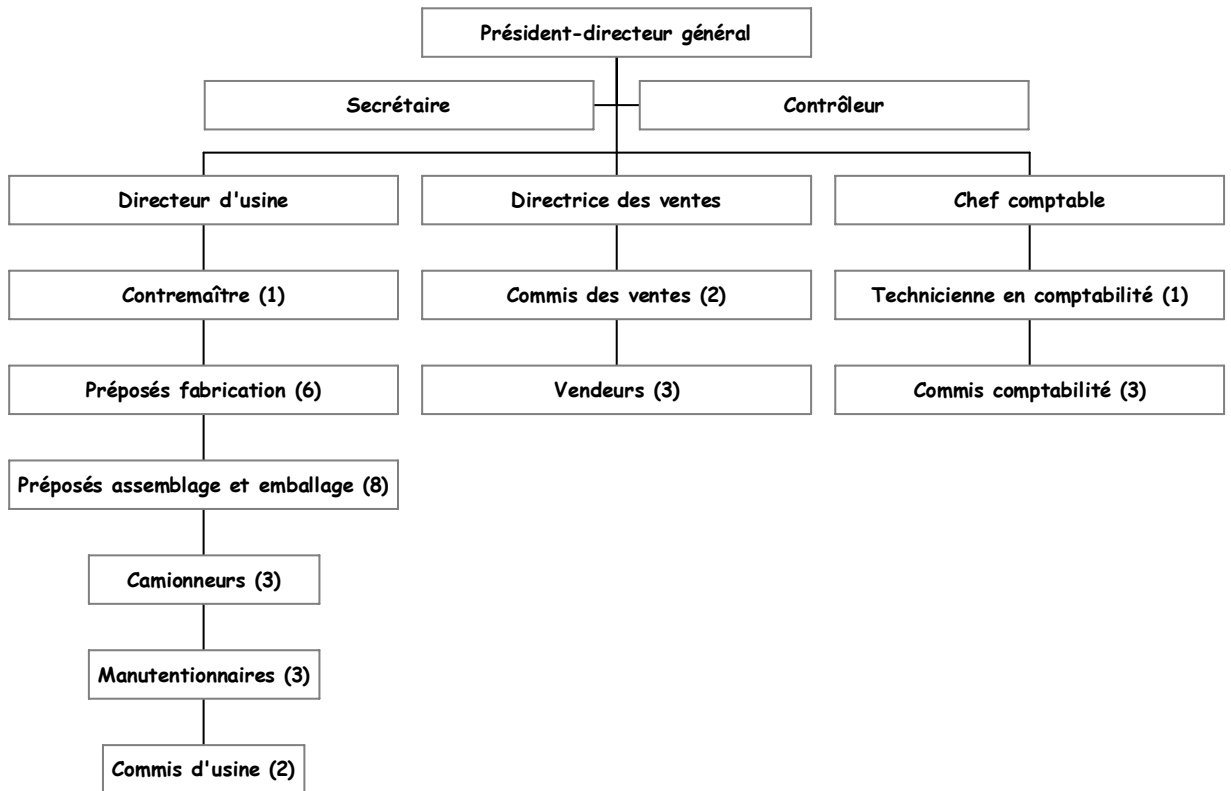 Président-directeur général
Secrétaire
Contrôleur
Directeur d'usine
Directrice des ventes
Chef comptable
Contremaître (1)
Commis des ventes (2)
Technicienne en comptabilité (1)
Préposés fabrication (6)
Vendeurs (3)
Commis comptabilité (3)
Préposés assemblage et emballage (8)
Camionneurs (3)
Manutentionnaires (3)
Commis d'usine (2)